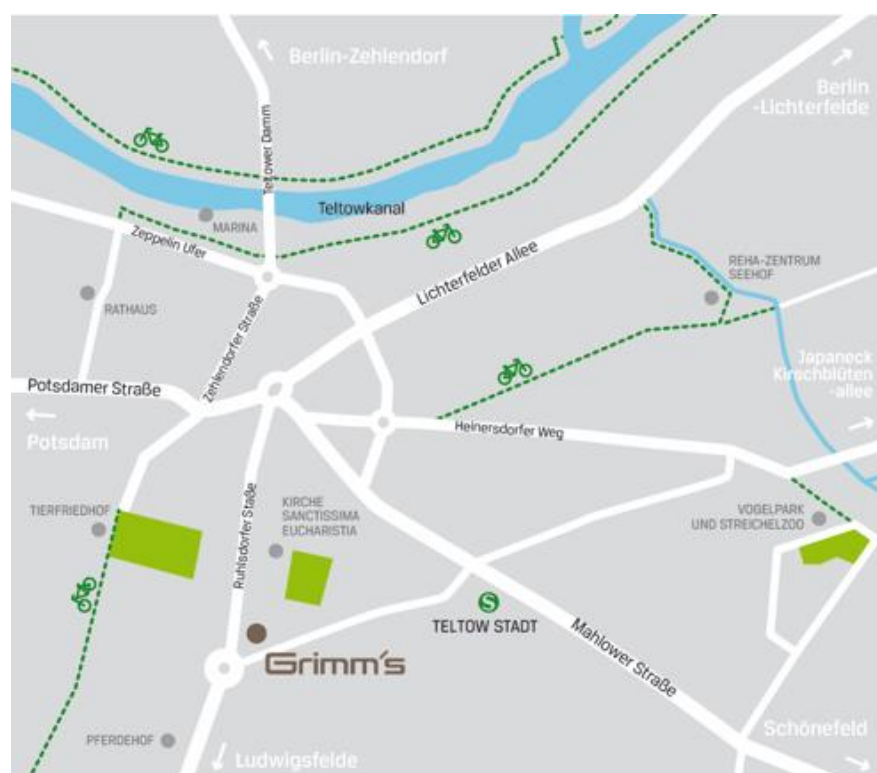 Berlin-Zehlendorf
Berlin
-Lichterfelde
Teltower Damm
Teltowkanal
MARINA
Zeppelin Ufer
Lichterfelder Allee
REHA-ZENTRUM
SEEHOF
RATHAUS
Zehlendorfer Straße
Potsdamer Straße
Japaneck
Kirschblüten
-allee
Potsdam
Heinersdorfer Weg
TIERFRIEDHOF
Ruhlsdorfer Staße
KIRCHE
SANCTISSIMA
EUCHARISTIA
VOGELPARK
UND STREICHELZOO
S
TELTOW STADT
Mahlower Straße
Grimm's
PFERDEHOF
Ludwigsfelde
Schönefeld